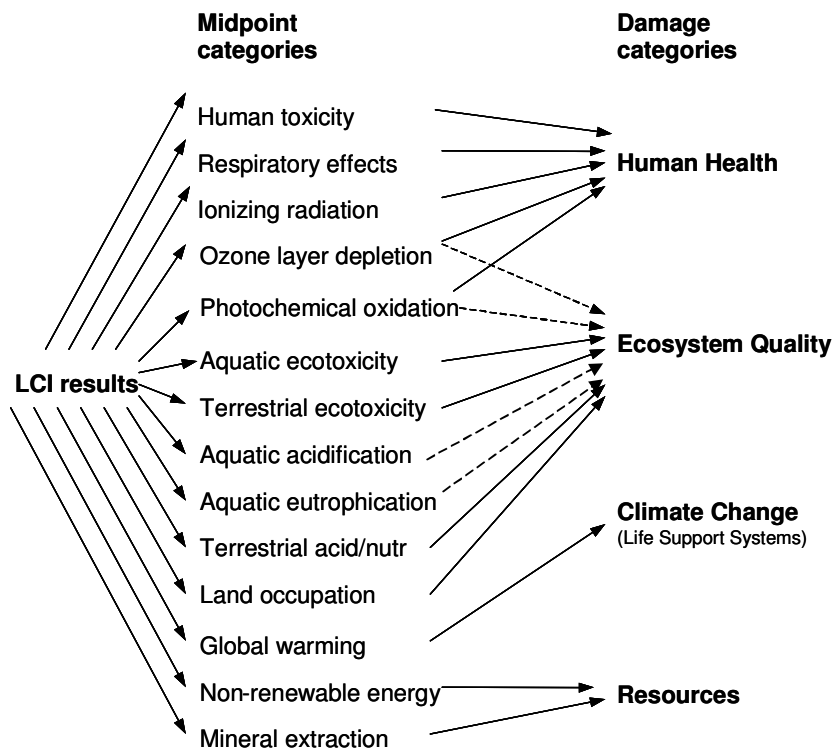 Midpoint
categories
Damage
categories
Human toxicity
Respiratory effects
Human Health
Ionizing radiation
Ozone layer depletion
Photochemical oxidation
Ecosystem Quality
Aquatic ecotoxicity
LCI results
Terrestrial ecotoxicity
Aquatic acidification
Aquatic eutrophication
Climate Change
(Life Support Systems)
Terrestrial acid/nutr
Land occupation
Global warming
Non-renewable energy
Resources
Mineral extraction